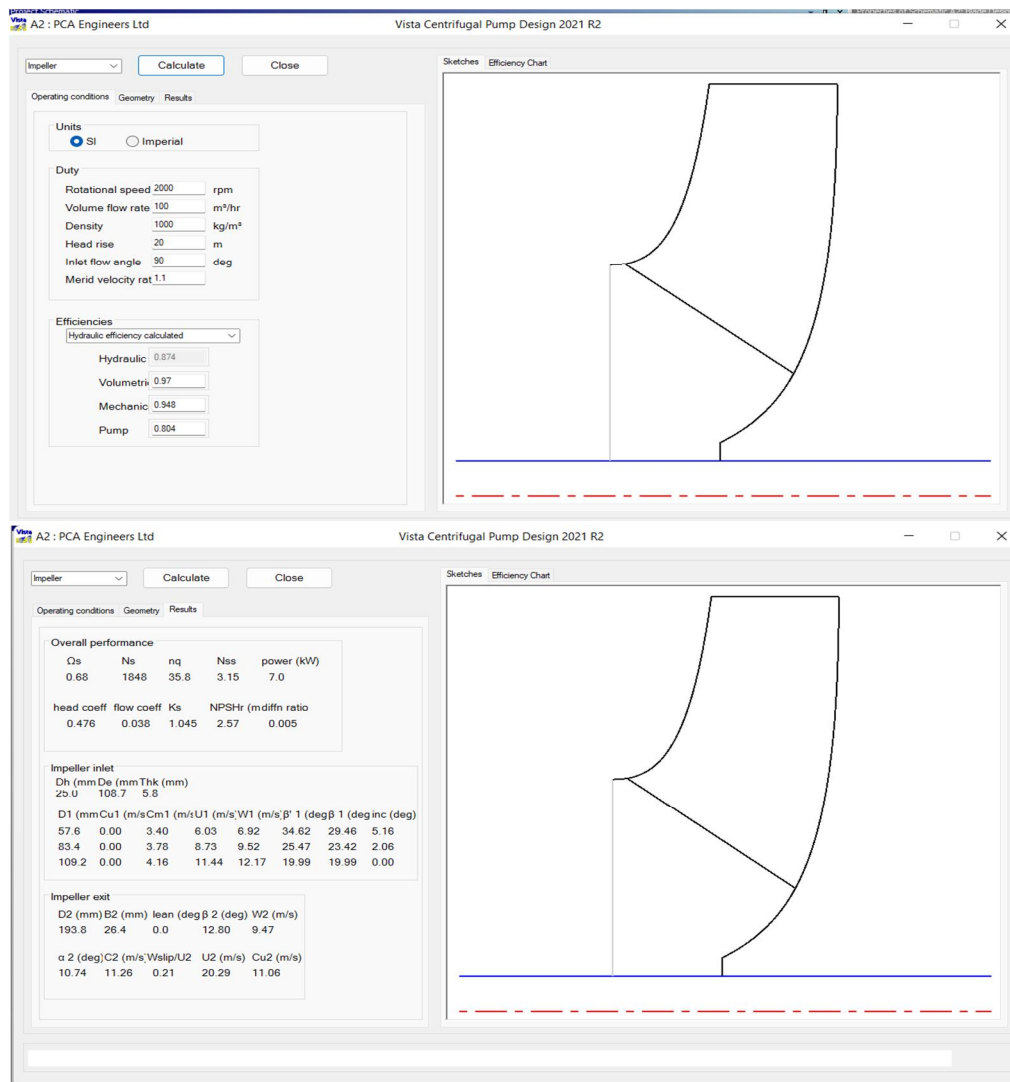 Project Schematic
Properties of Schematic A2: Blade Desig
Vista A2 : PCA Engineers Ltd Vista Centrifugal Pump Design 2021 R2
Impeller Calculate Close Sketches Efficiency Chart
Operating conditions Geometry Results
Units
SI Imperial
Duty
Rotational speed 2000 rpm
Volume flow rate 100 m³/hr
Density 1000 kg/m³
Head rise 20 m
Inlet flow angle 90 deg
Merid velocity rat 1.1
Efficiencies
Hydraulic efficiency calculated
Hydraulic 0.874
Volumetri 0.97
Mechanic 0.948
Pump 0.804
Vista A2 : PCA Engineers Ltd Vista Centrifugal Pump Design 2021 R2
Impeller Calculate Close Sketches Efficiency Chart
Operating conditions Geometry Results
Overall performance
Ωs Ns nq Nss power (kW)
0.68 1848 35.8 3.15 7.0
head coeff flow coeff Ks NPSHr (m diffn ratio
0.476 0.038 1.045 2.57 0.005
Impeller inlet
Dh (mm De (mm Thk (mm)
25.0 108.7 5.8
D1 (mm Cu1 (m/s Cm1 (m/s U1 (m/s W1 (m/s β' 1 (deg β 1 (deg inc (deg)
57.6 0.00 3.40 6.03 6.92 34.62 29.46 5.16
83.4 0.00 3.78 8.73 9.52 25.47 23.42 2.06
109.2 0.00 4.16 11.44 12.17 19.99 19.99 0.00
Impeller exit
D2 (mm) B2 (mm) lean (deg β 2 (deg) W2 (m/s)
193.8 26.4 0.0 12.80 9.47
α 2 (deg) C2 (m/s) Wslip/U2 U2 (m/s) Cu2 (m/s)
10.74 11.26 0.21 20.29 11.06